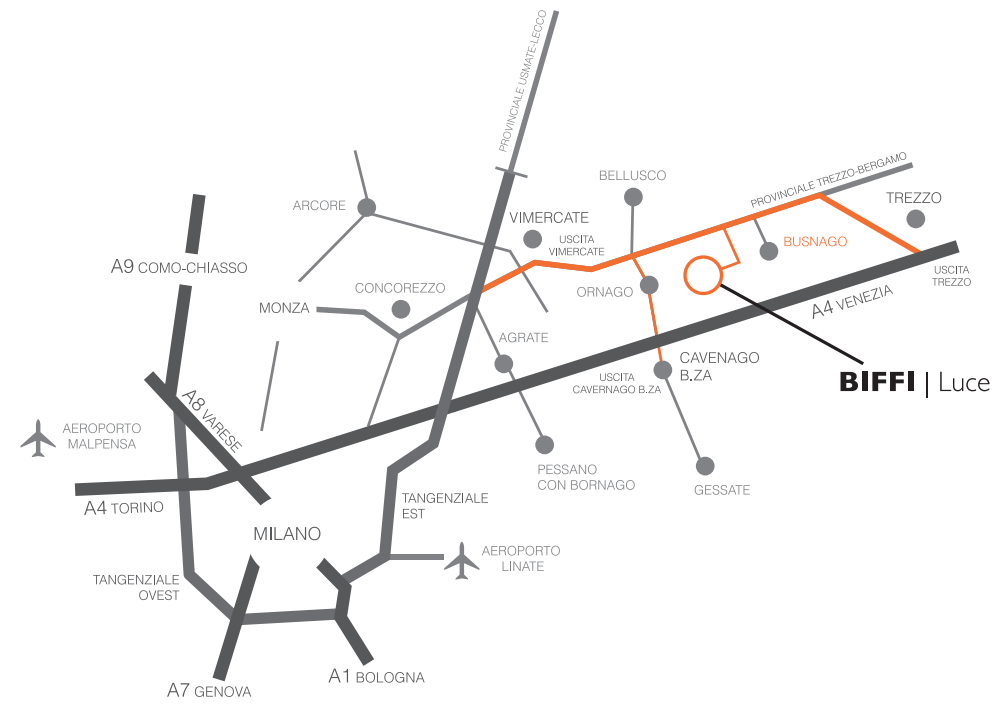 PROVINCIALE USMATE-LECCO
BELLUSCO
PROVINCIALE TREZZO-BERGAMO
ARCORE
VIMERCATE
TREZZO
USCITA
VIMERCATE
BUSNAGO
A9 COMO-CHIASSO
USCITA
TREZZO
CONCOREZZO
ORNAGO
MONZA
A4 VENEZIA
AGRATE
CAVENAGO
B.ZA
USCITA
CAVERNAGO B.ZA
BIFFI | Luce
A8 VARESE
AEROPORTO
MALPENSA
PESSANO
CON BORNAGO
GESSATE
A4 TORINO
TANGENZIALE
EST
MILANO
AEROPORTO
LINATE
TANGENZIALE
OVEST
A7 GENOVA
A1 BOLOGNA